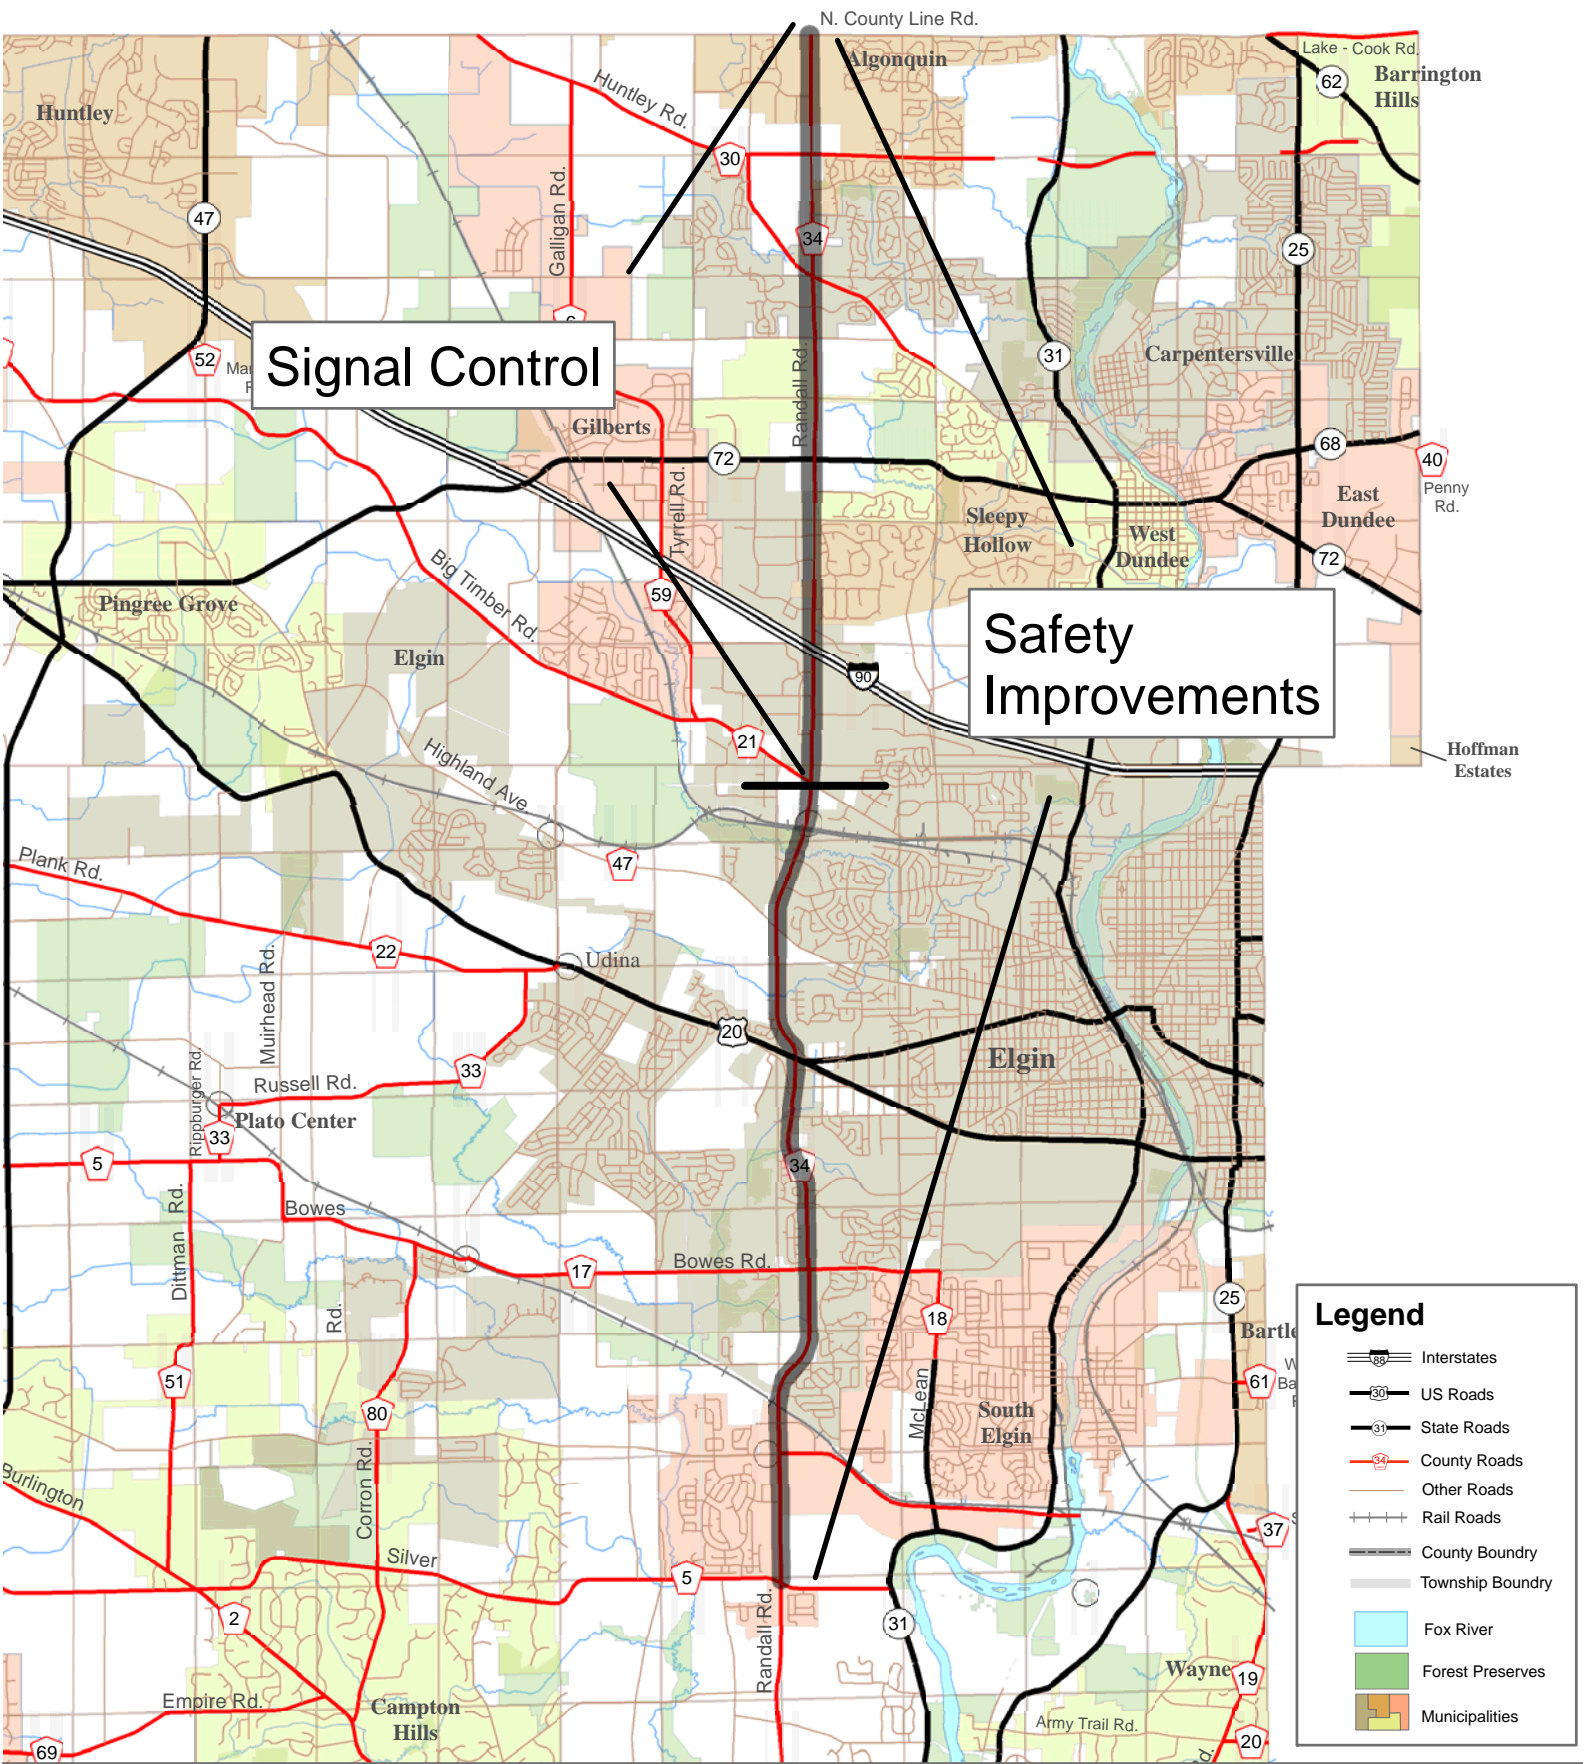 N. County Line Rd.
Algonquin
Lake - Cook Rd.
Barrington
Hills
62
Huntley
Huntley Rd.
30
47
Galligan Rd.
34
25
31
Carpentersville
52
Signal Control
Randall Rd.
Gilberts
72
68
40
Penny
Rd.
Tyrrell Rd.
Sleepy
Hollow
West
Dundee
East
Dundee
72
Big Timber Rd.
59
Pingree Grove
Elgin
Safety
Improvements
90
21
Hoffman
Estates
Highland Ave.
47
Plank Rd.
22
Udina
Muirhead Rd.
20
Elgin
33
Russell Rd.
Rippburger Rd.
Plato Center
33
5
34
Dittman Rd.
Bowes Rd.
17
Bowes Rd.
18
25
51
80
McLean
South
Elgin
61
Burlington
Corron Rd.
Silver
5
37
2
Randall Rd.
31
Wayne
19
Empire Rd.
Campton
Hills
Army Trail Rd.
69
20
Legend
88 Interstates
30 US Roads
31 State Roads
34 County Roads
Other Roads
Rail Roads
County Boundry
Township Boundry
Fox River
Forest Preserves
Municipalities